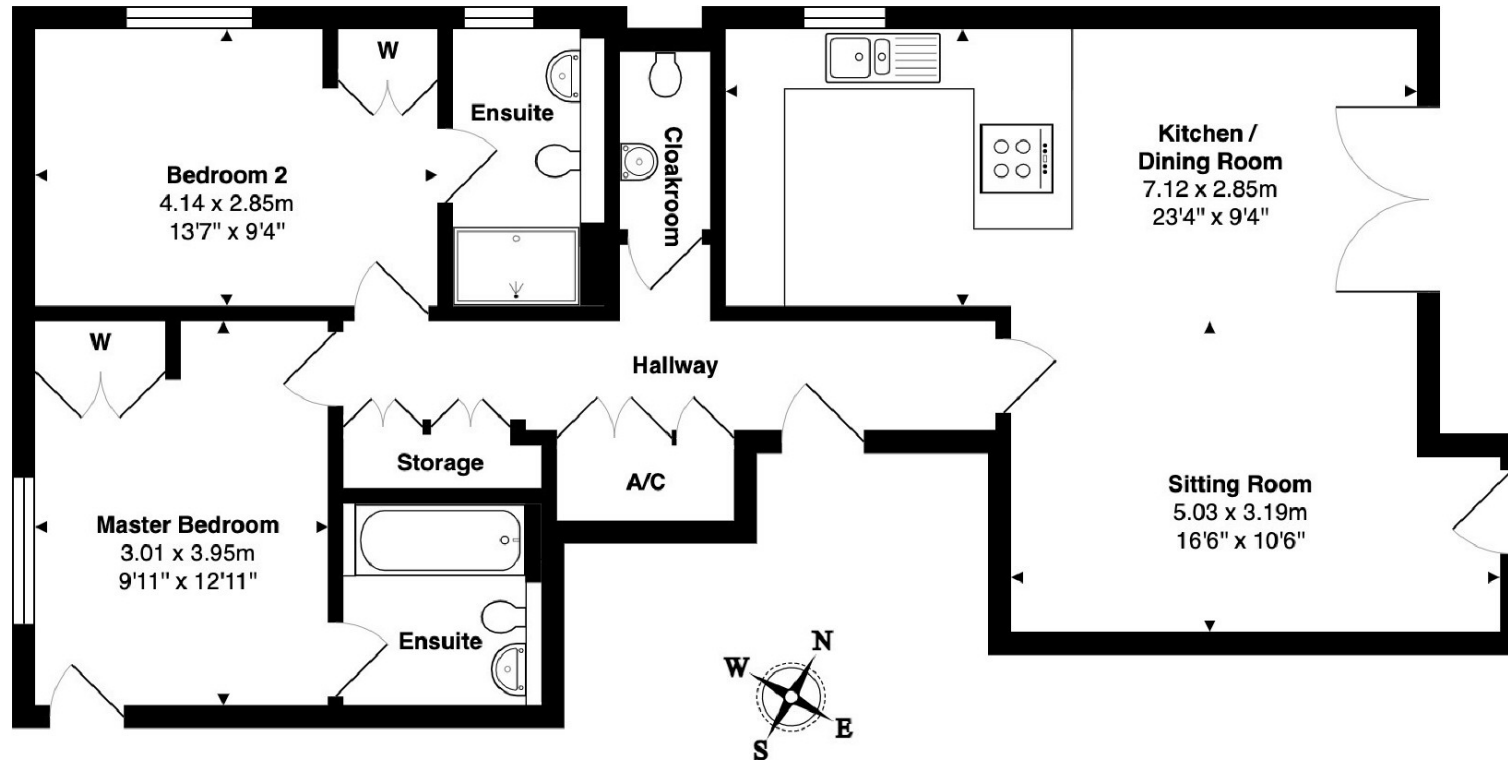 W
Ensuite
Cloakroom
Kitchen /
Dining Room
7.12 x 2.85m
23'4" x 9'4"
Bedroom 2
4.14 x 2.85m
13'7" x 9'4"
W
Hallway
Storage
A/C
Sitting Room
5.03 x 3.19m
16'6" x 10'6"
Master Bedroom
3.01 x 3.95m
9'11" x 12'11"
Ensuite
N
W
E
S